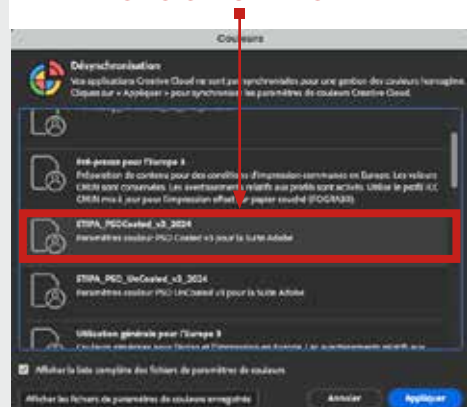 Couleurs
Désynchronisation
Vos applications Creative Cloud ne sont pas synchronisées pour une gestion des couleurs homogène.
Cliquez sur « Appliquer » pour synchroniser les paramètres de couleurs Creative Cloud.
Pré-presse pour l'Europe 3
Préparation de contenu pour des conditions d'impression communes en Europe. Les valeurs
CMJN sont conservées. Les avertissements relatifs aux profils sont activés. Utilise le profil ICC
CMJN mis à jour pour l'impression offset sur papier couché (FOGRA39)
STIPA_PSOCoated_v3_2024
Paramètres couleur PSO Coated v3 pour la Suite Adobe
STIPA_PSO_UnCoated_v3_2024
Paramètres couleur PSO UnCoated v3 pour la Suite Adobe
Utilisation générale pour l'Europe 3
Afficher la liste complète des fichiers de paramètres de couleurs
Afficher les fichiers de paramètres de couleurs enregistrés
Annuler
Appliquer